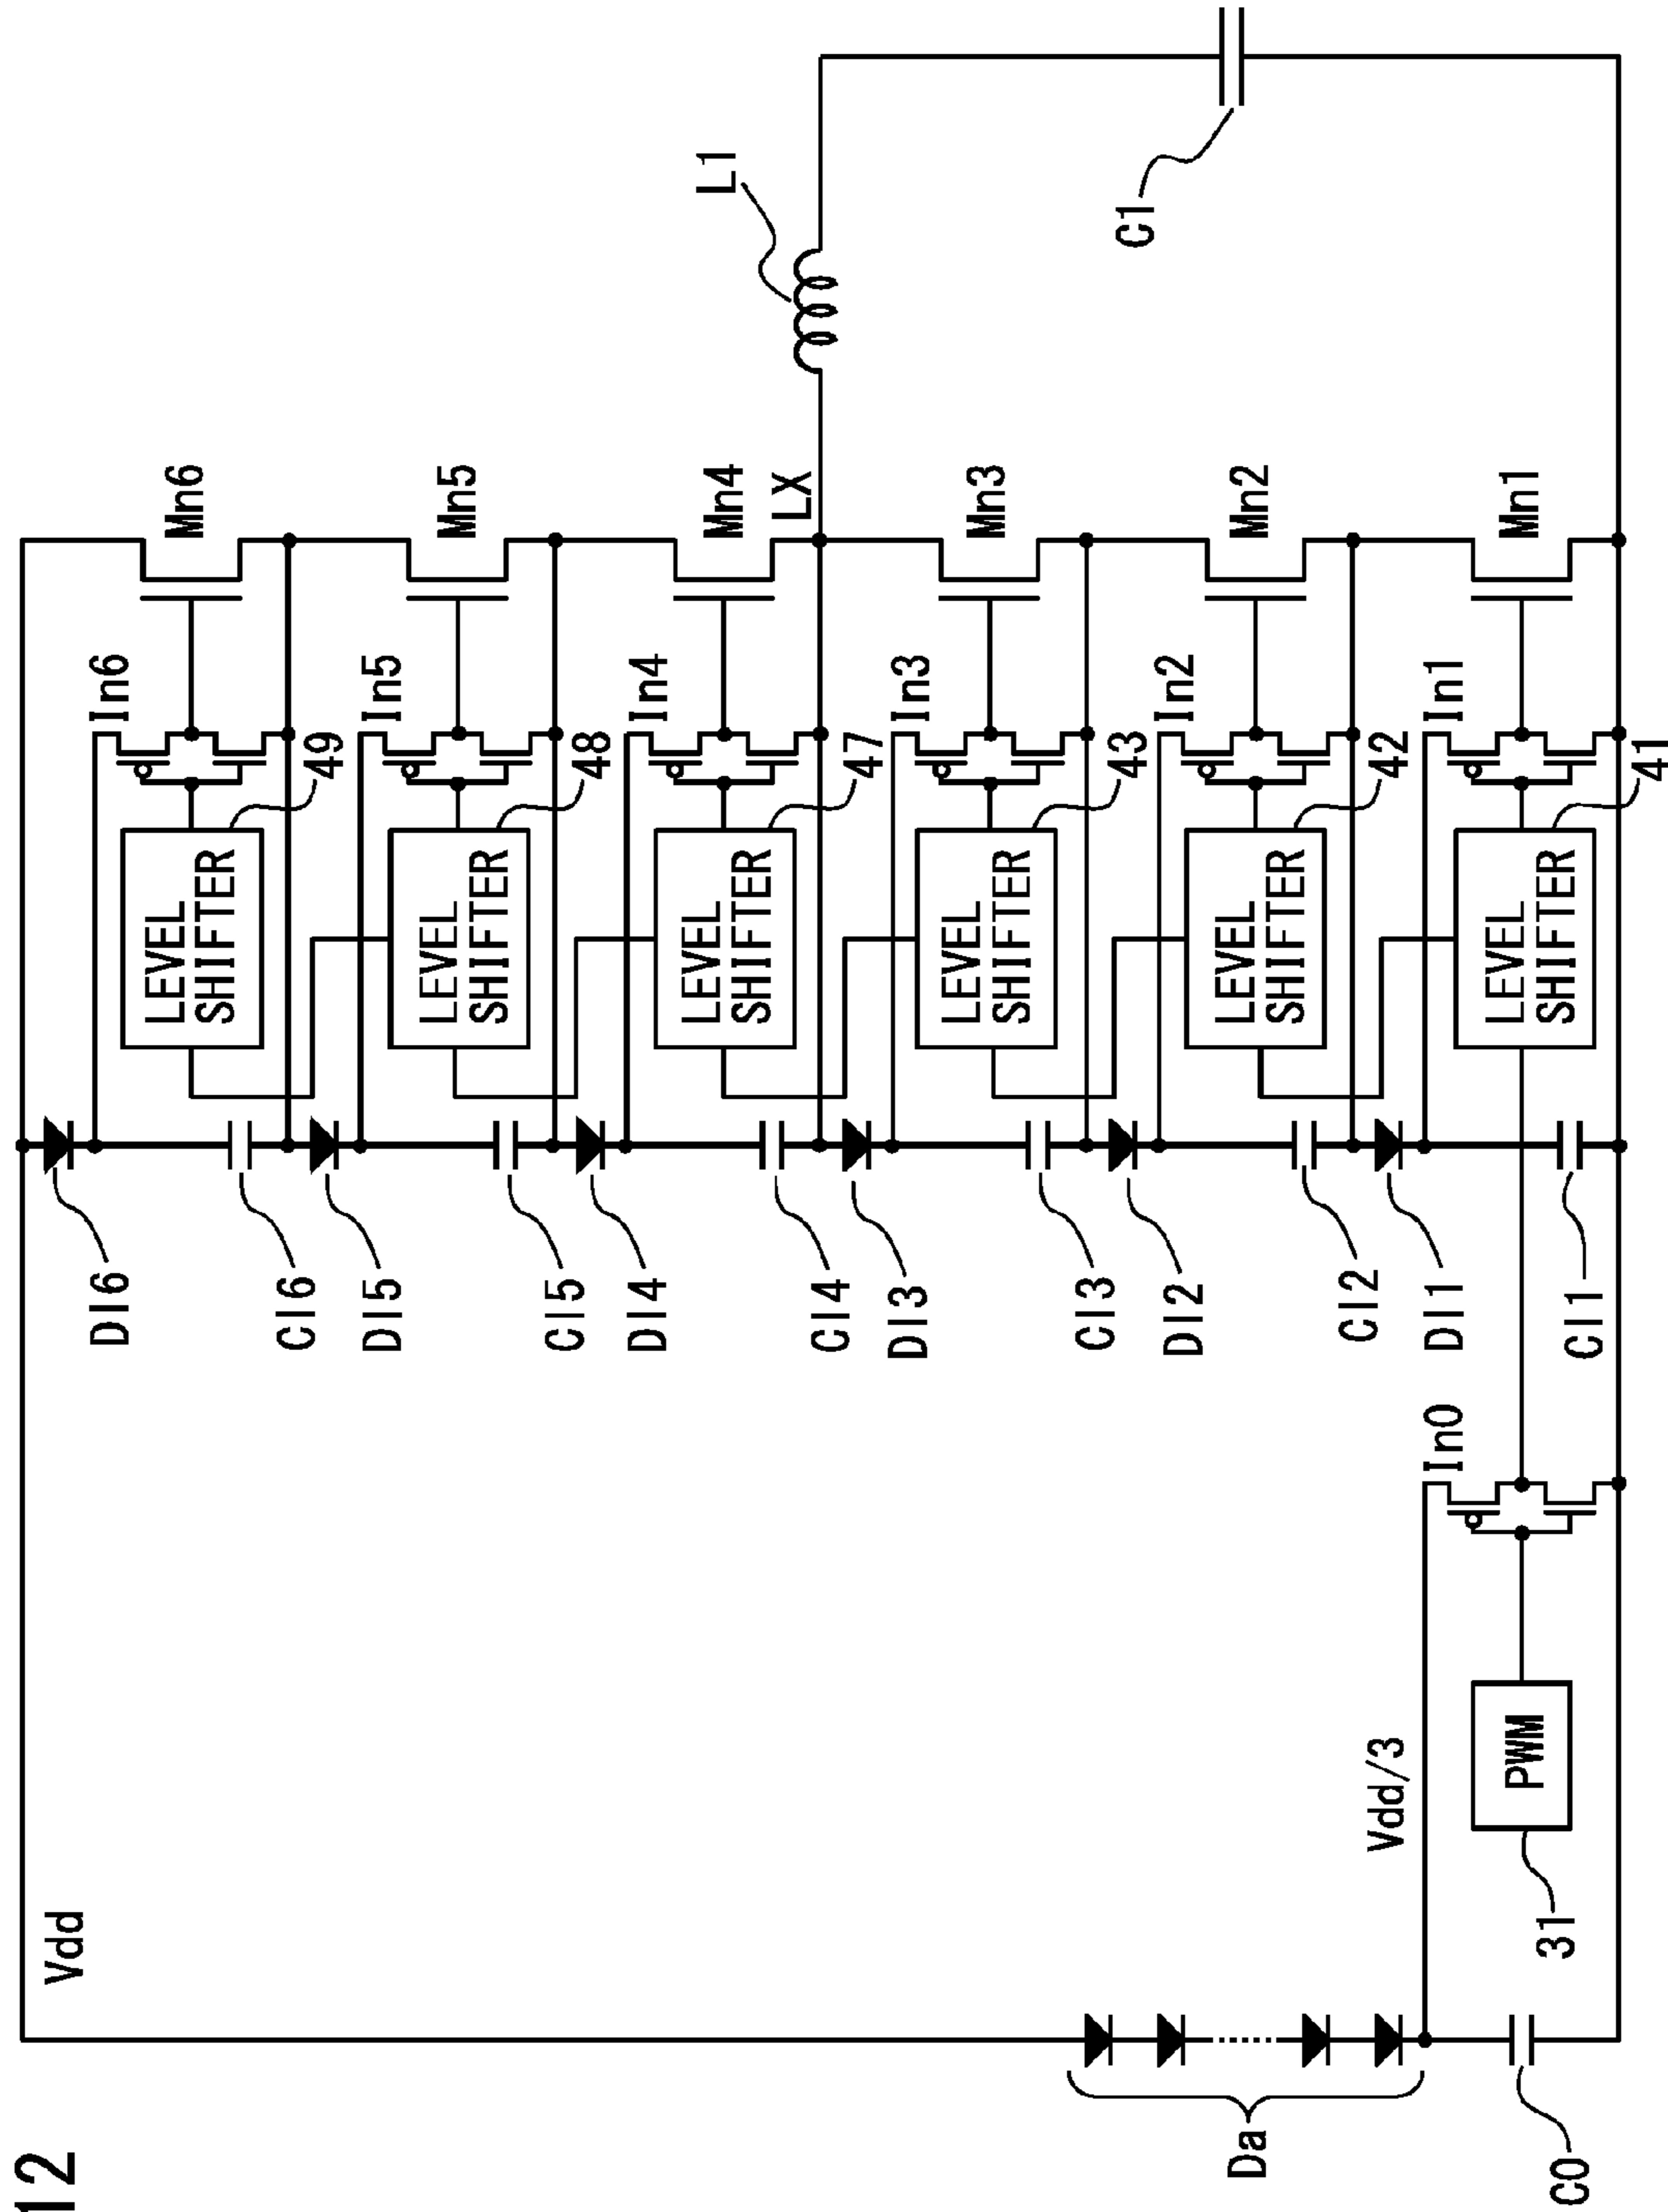 12
Vdd
Da
C0
Vdd/3
31
PWM
In0
DI6
CI6
DI5
CI5
DI4
CI4
DI3
CI3
DI2
CI2
DI1
CI1
LEVEL
SHIFTER
49
In6
Mn6
LEVEL
SHIFTER
48
In5
Mn5
LEVEL
SHIFTER
47
In4
Mn4
LX
LEVEL
SHIFTER
43
In3
Mn3
LEVEL
SHIFTER
42
In2
Mn2
LEVEL
SHIFTER
41
In1
Mn1
L1
C1